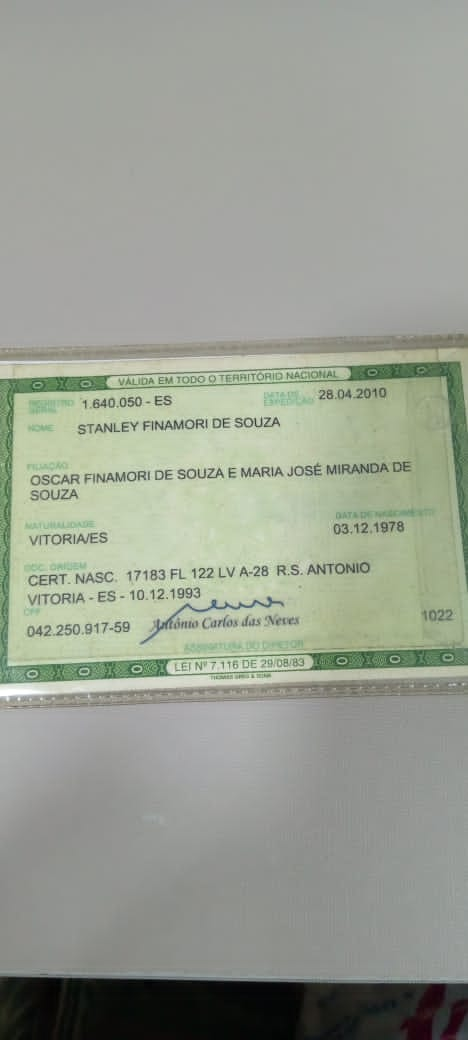 VÁLIDA EM TODO O TERRITÓRIO NACIONAL
REGISTRO GERAL 1.640.050 - ES DATA DE EXPEDIÇÃO 28.04.2010
NOME STANLEY FINAMORI DE SOUZA
FILIAÇÃO
OSCAR FINAMORI DE SOUZA E MARIA JOSÉ MIRANDA DE
SOUZA
NATURALIDADE DATA DE NASCIMENTO
VITORIA/ES 03.12.1978
DOC. ORIGEM
CERT. NASC. 17183 FL 122 LV A-28 R.S. ANTONIO
VITORIA - ES - 10.12.1993
CPF
042.250.917-59 Antônio Carlos das Neves 1022
ASSINATURA DO DIRETOR
LEI Nº 7.116 DE 29/08/83
THOMAS GREG & SONS